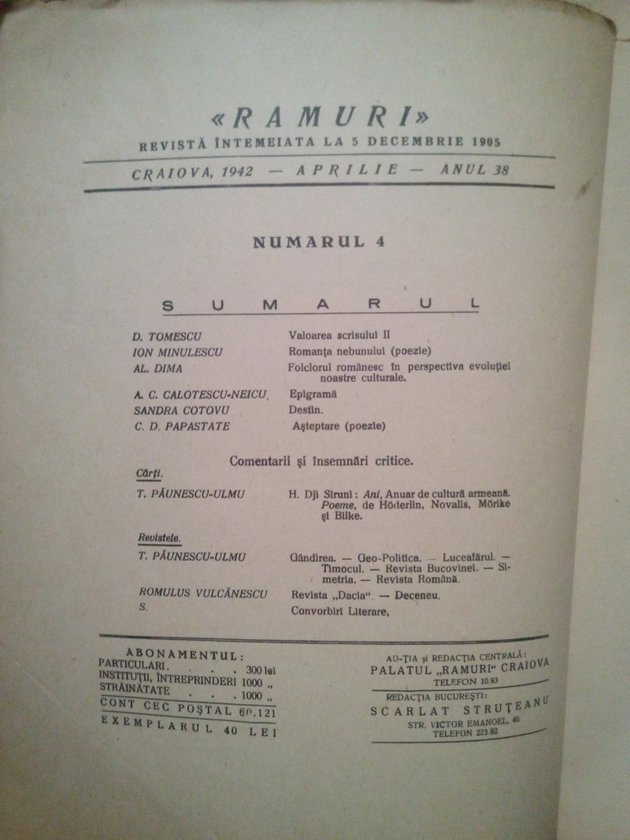 «RAMURI»
REVISTĂ ÎNTEMEIATA LA 5 DECEMBRIE 1905
CRAIOVA, 1942 — APRILIE — ANUL 38
NUMARUL 4
SUMARUL
D. TOMESCU Valoarea scrisului II
ION MINULESCU Romanța nebunului (poezie)
AL. DIMA Folclorul românesc în perspectiva evoluției
noastre culturale.
A. C. CALOTESCU-NEICU, Epigramă
SANDRA COTOVU Destin.
C. D. PAPASTATE Așteptare (poezie)
Comentarii și însemnări critice.
Cărți.
T. PĂUNESCU-ULMU H. Dji Siruni: Ani, Anuar de cultură armeană.
Poeme, de Höderlin, Novalis, Mörike
și Bilke.
Revistele.
T. PĂUNESCU-ULMU Gândirea. — Geo-Politica. — Luceafărul. —
Timocul. — Revista Bucovinei. — Si-
metria. — Revista Română.
ROMULUS VULCĂNESCU Revista „Dacia“. — Deceneu.
S. Convorbiri Literare,
ABONAMENTUL:
PARTICULARI . . . . 300 lei
INSTITUȚII, ÎNTREPRINDERI 1000 „
STRĂINĂTATE . . . 1000 „
CONT CEC POȘTAL 60.121
EXEMPLARUL 40 LEI
AD-ȚIA și REDACȚIA CENTRALĂ:
PALATUL „RAMURI“ CRAIOVA
TELEFON 10.93
REDACȚIA BUCUREȘTI:
SCARLAT STRUȚEANU
STR. VICTOR EMANOEL, 46
TELEFON 223.82